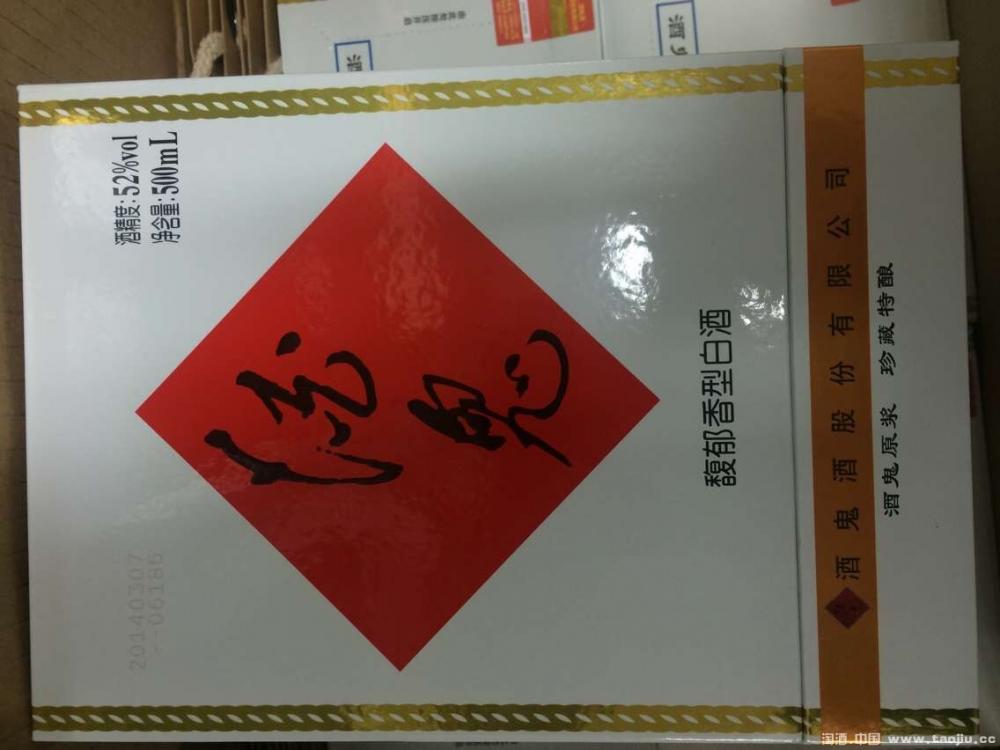 酒精度:52%vol
净含量:500mL
20140307
--06186
馥郁香型白酒
酒鬼酒股份有限公司
酒鬼原浆 珍藏特酿
淘酒.中国 www.taojiu.cc